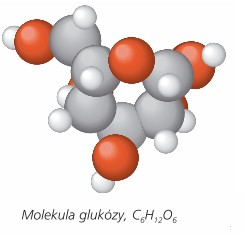 Molekula glukózy, C₆H₁₂O₆